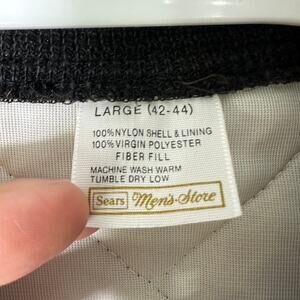 LARGE (42-44)
100% NYLON SHELL & LINING
100% VIRGIN POLYESTER
FIBER FILL
MACHINE WASH WARM
TUMBLE DRY LOW
Sears Men's Store